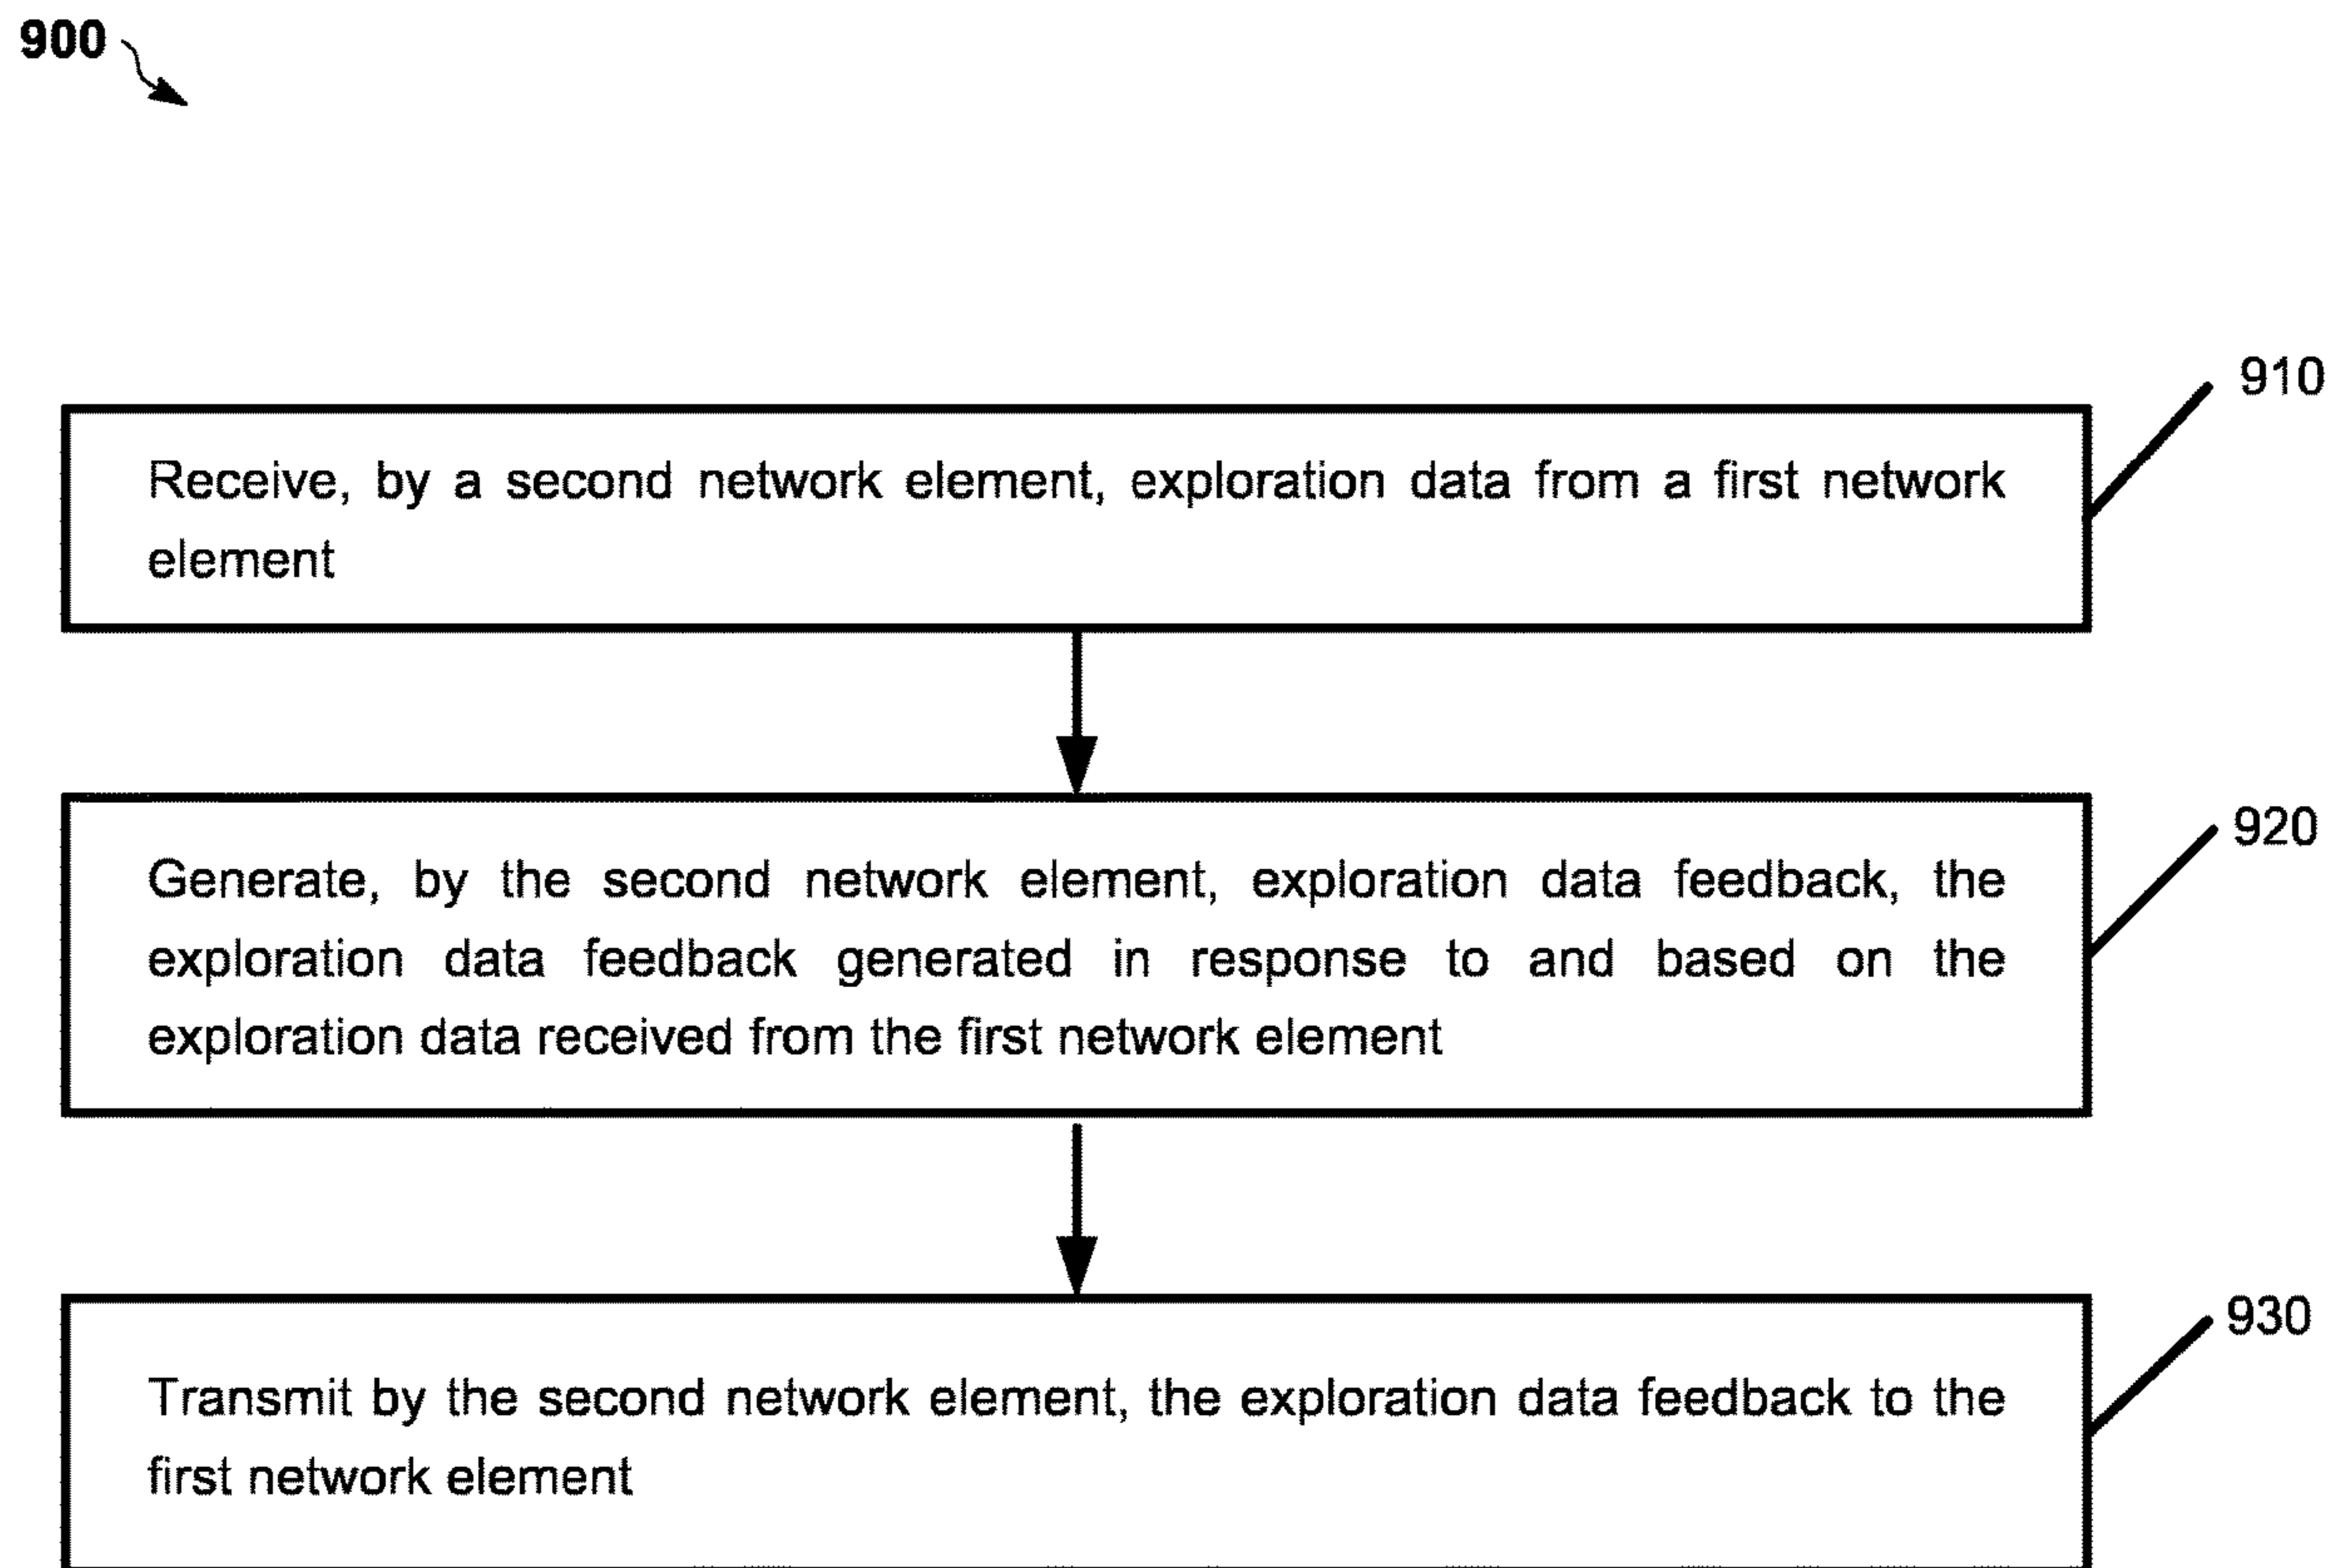 900
910
Receive, by a second network element, exploration data from a first network
element
920
Generate, by the second network element, exploration data feedback, the
exploration data feedback generated in response to and based on the
exploration data received from the first network element
930
Transmit by the second network element, the exploration data feedback to the
first network element